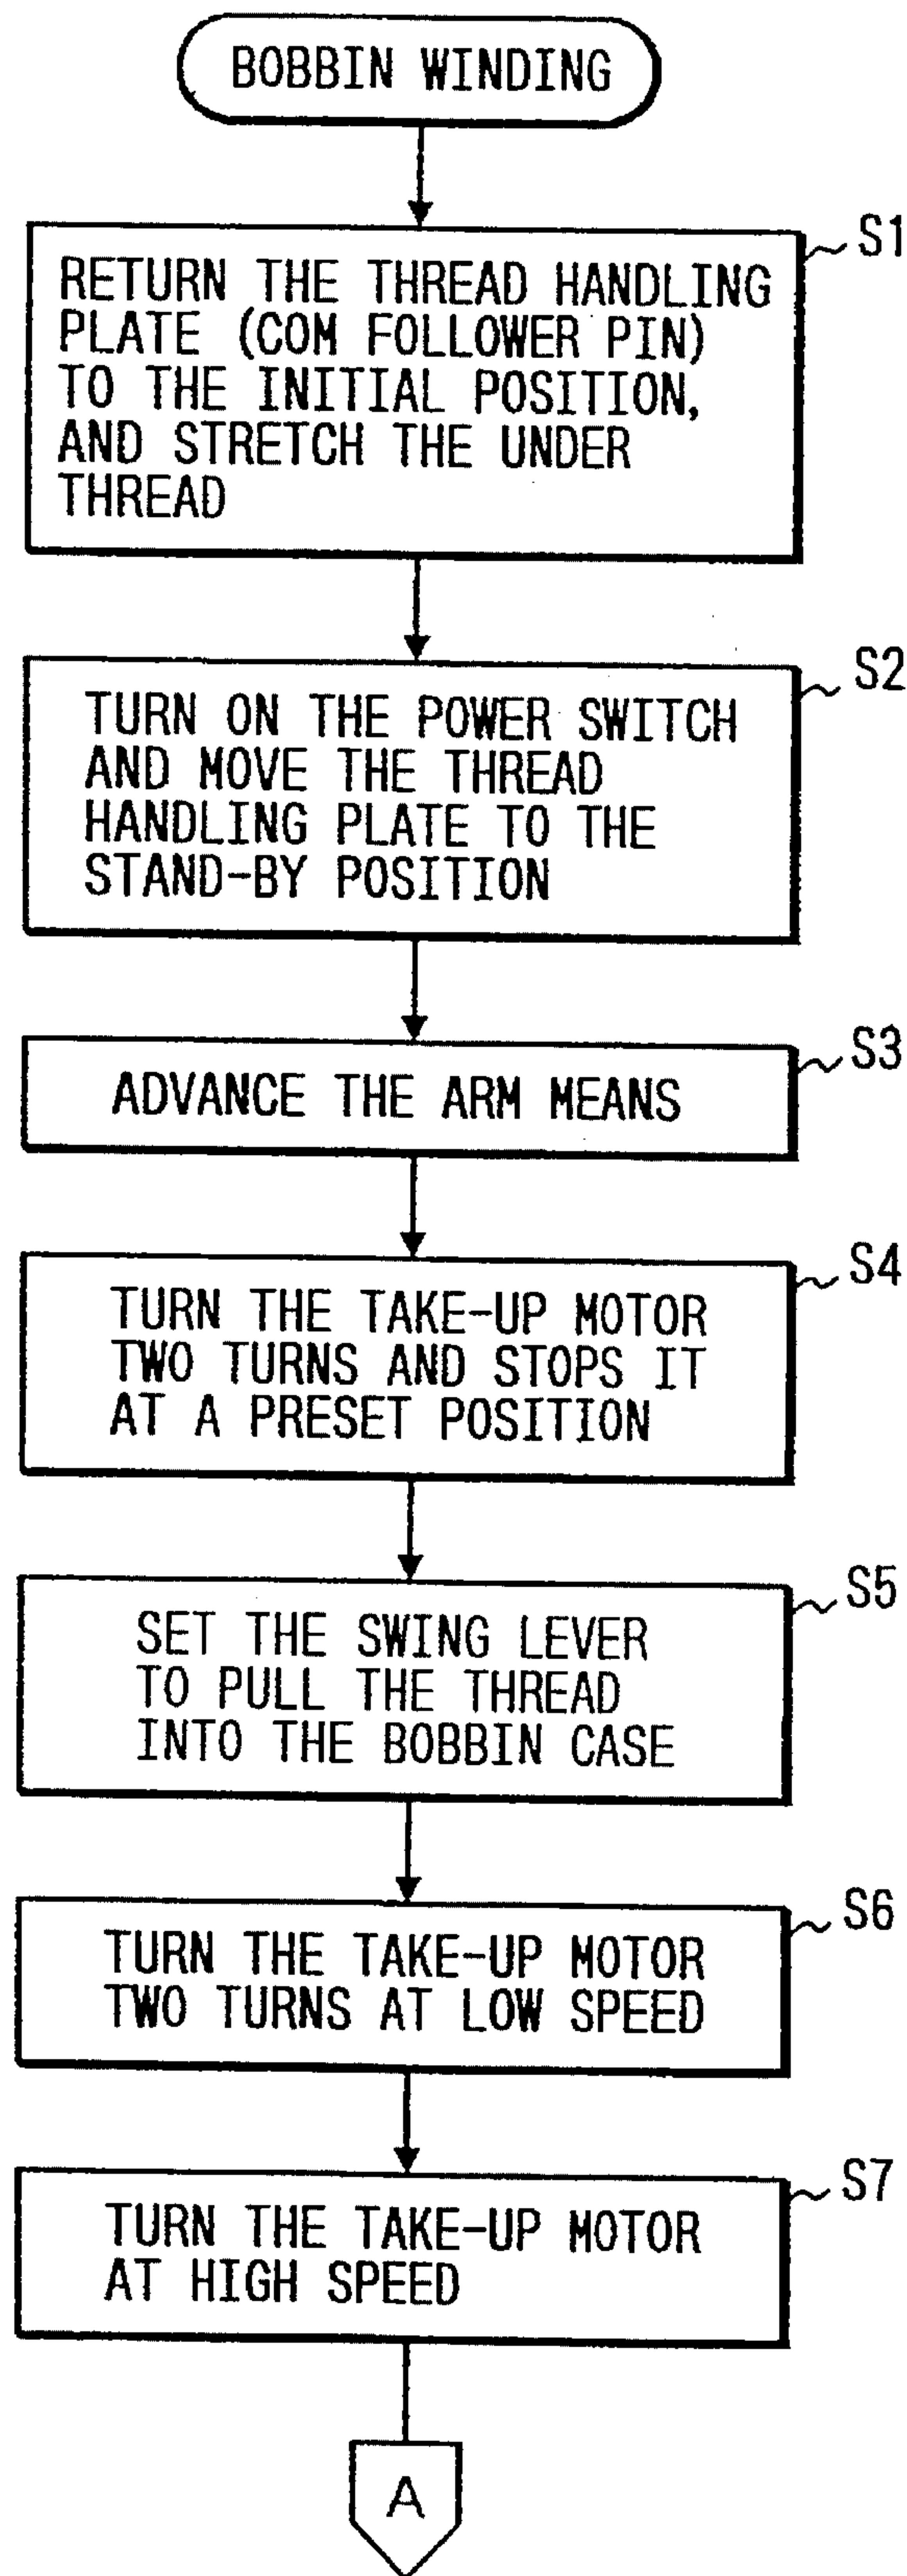 BOBBIN WINDING
S1
RETURN THE THREAD HANDLING
PLATE (COM FOLLOWER PIN)
TO THE INITIAL POSITION,
AND STRETCH THE UNDER
THREAD
S2
TURN ON THE POWER SWITCH
AND MOVE THE THREAD
HANDLING PLATE TO THE
STAND-BY POSITION
S3
ADVANCE THE ARM MEANS
S4
TURN THE TAKE-UP MOTOR
TWO TURNS AND STOPS IT
AT A PRESET POSITION
S5
SET THE SWING LEVER
TO PULL THE THREAD
INTO THE BOBBIN CASE
S6
TURN THE TAKE-UP MOTOR
TWO TURNS AT LOW SPEED
S7
TURN THE TAKE-UP MOTOR
AT HIGH SPEED
A